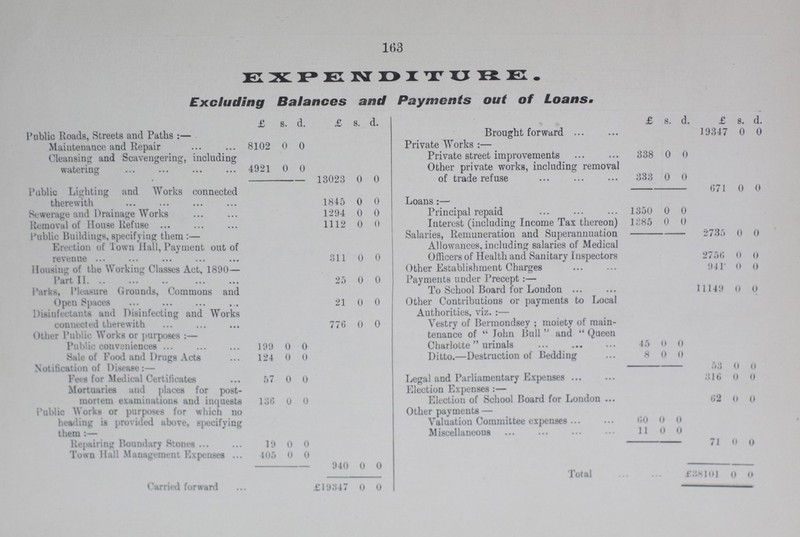 163
EXPENDITURE.
Excluding Balances and Payments out of Loans.
£ s. d. £ s. d.
Public Roads, Streets and Paths :—
Maintenance and Repair ... ... 8102 0 0
Cleansing and Scavengering, including
watering ... ... ... ... 4921 0 0
13023 0 0
Public Lighting and Works connected
therewith ... ... ... ... 1845 0 0
Sewerage and Drainage Works ... ... 1294 0 0
Removal of House Refuse ... ... ... 1112 0 0
Public Buildings, specifying them :—
Erection of Town Hall, Payment out of
revenue ... ... ... ... ... 311 0 0
Housing of the Working Classes Act, 1890—
Part II. ... ... ... ... ... 25 0 0
Parks, Pleasure Grounds, Commons and
Open Spaces ... ... ... ... 21 0 0
Disinfectants and Disinfecting and Works
connected therewith ... ... ... 776 0 0
Other Public Works or purposes :—
Public conveniences ... ... ... 199 0 0
Sale of Food and Drugs Acts ... 124 0 0
Notification of Disease :—
Fees for Medical Certificates ... 57 0 0
Mortuaries and places for post-
mortem examinations and inquests 136 0 0
Public Works or purposes for which no
heading is provided above, specifying
them :—
Repairing Boundary Stones ... ... 19 0 0
Town Hall Management Expenses ... 405 0 0
940 0 0
Carried forward ... £19347 0 0
£ s. d. £ s. d.
Brought forward ... ... 19347 0 0
Private Works :—
Private street improvements ... ... 338 0 0
Other private works, including removal
of trade refuse ... ... ... 333 0 0
671 0 0
Loans :—
Principal repaid ... ... ... 1350 0 0
Interest (including Income Tax thereon) 1385 0 0
2735 0 0
Salaries, Remuneration and Superannuation
Allowances, including salaries of Medical
Officers of Health and Sanitary Inspectors 2756 0 0
Other Establishment Charges ... ... 941 0 0
Payments under Precept :—
To School Board for London ... ... 11149 0 0
Other Contributions or payments to Local
Authorities, viz. :—
Vestry of Bermondsey ; moiety of main-
tenance of "John Bull" and "Queen
Charlotte" urinals ... ... ... 45 0 0
Ditto.—Destruction of Bedding ... 8 0 0
53 0 0
Legal and Parliamentary Expenses ... ... 316 0 0
Election Expenses :—
Election of School Board for London ... 62 0 0
Other payments —
Valuation Committee expenses ... ... 60 0 0
Miscellaneous ... ... ... ... 11 0 0
71 0 0
Total ... ... £38101 0 0